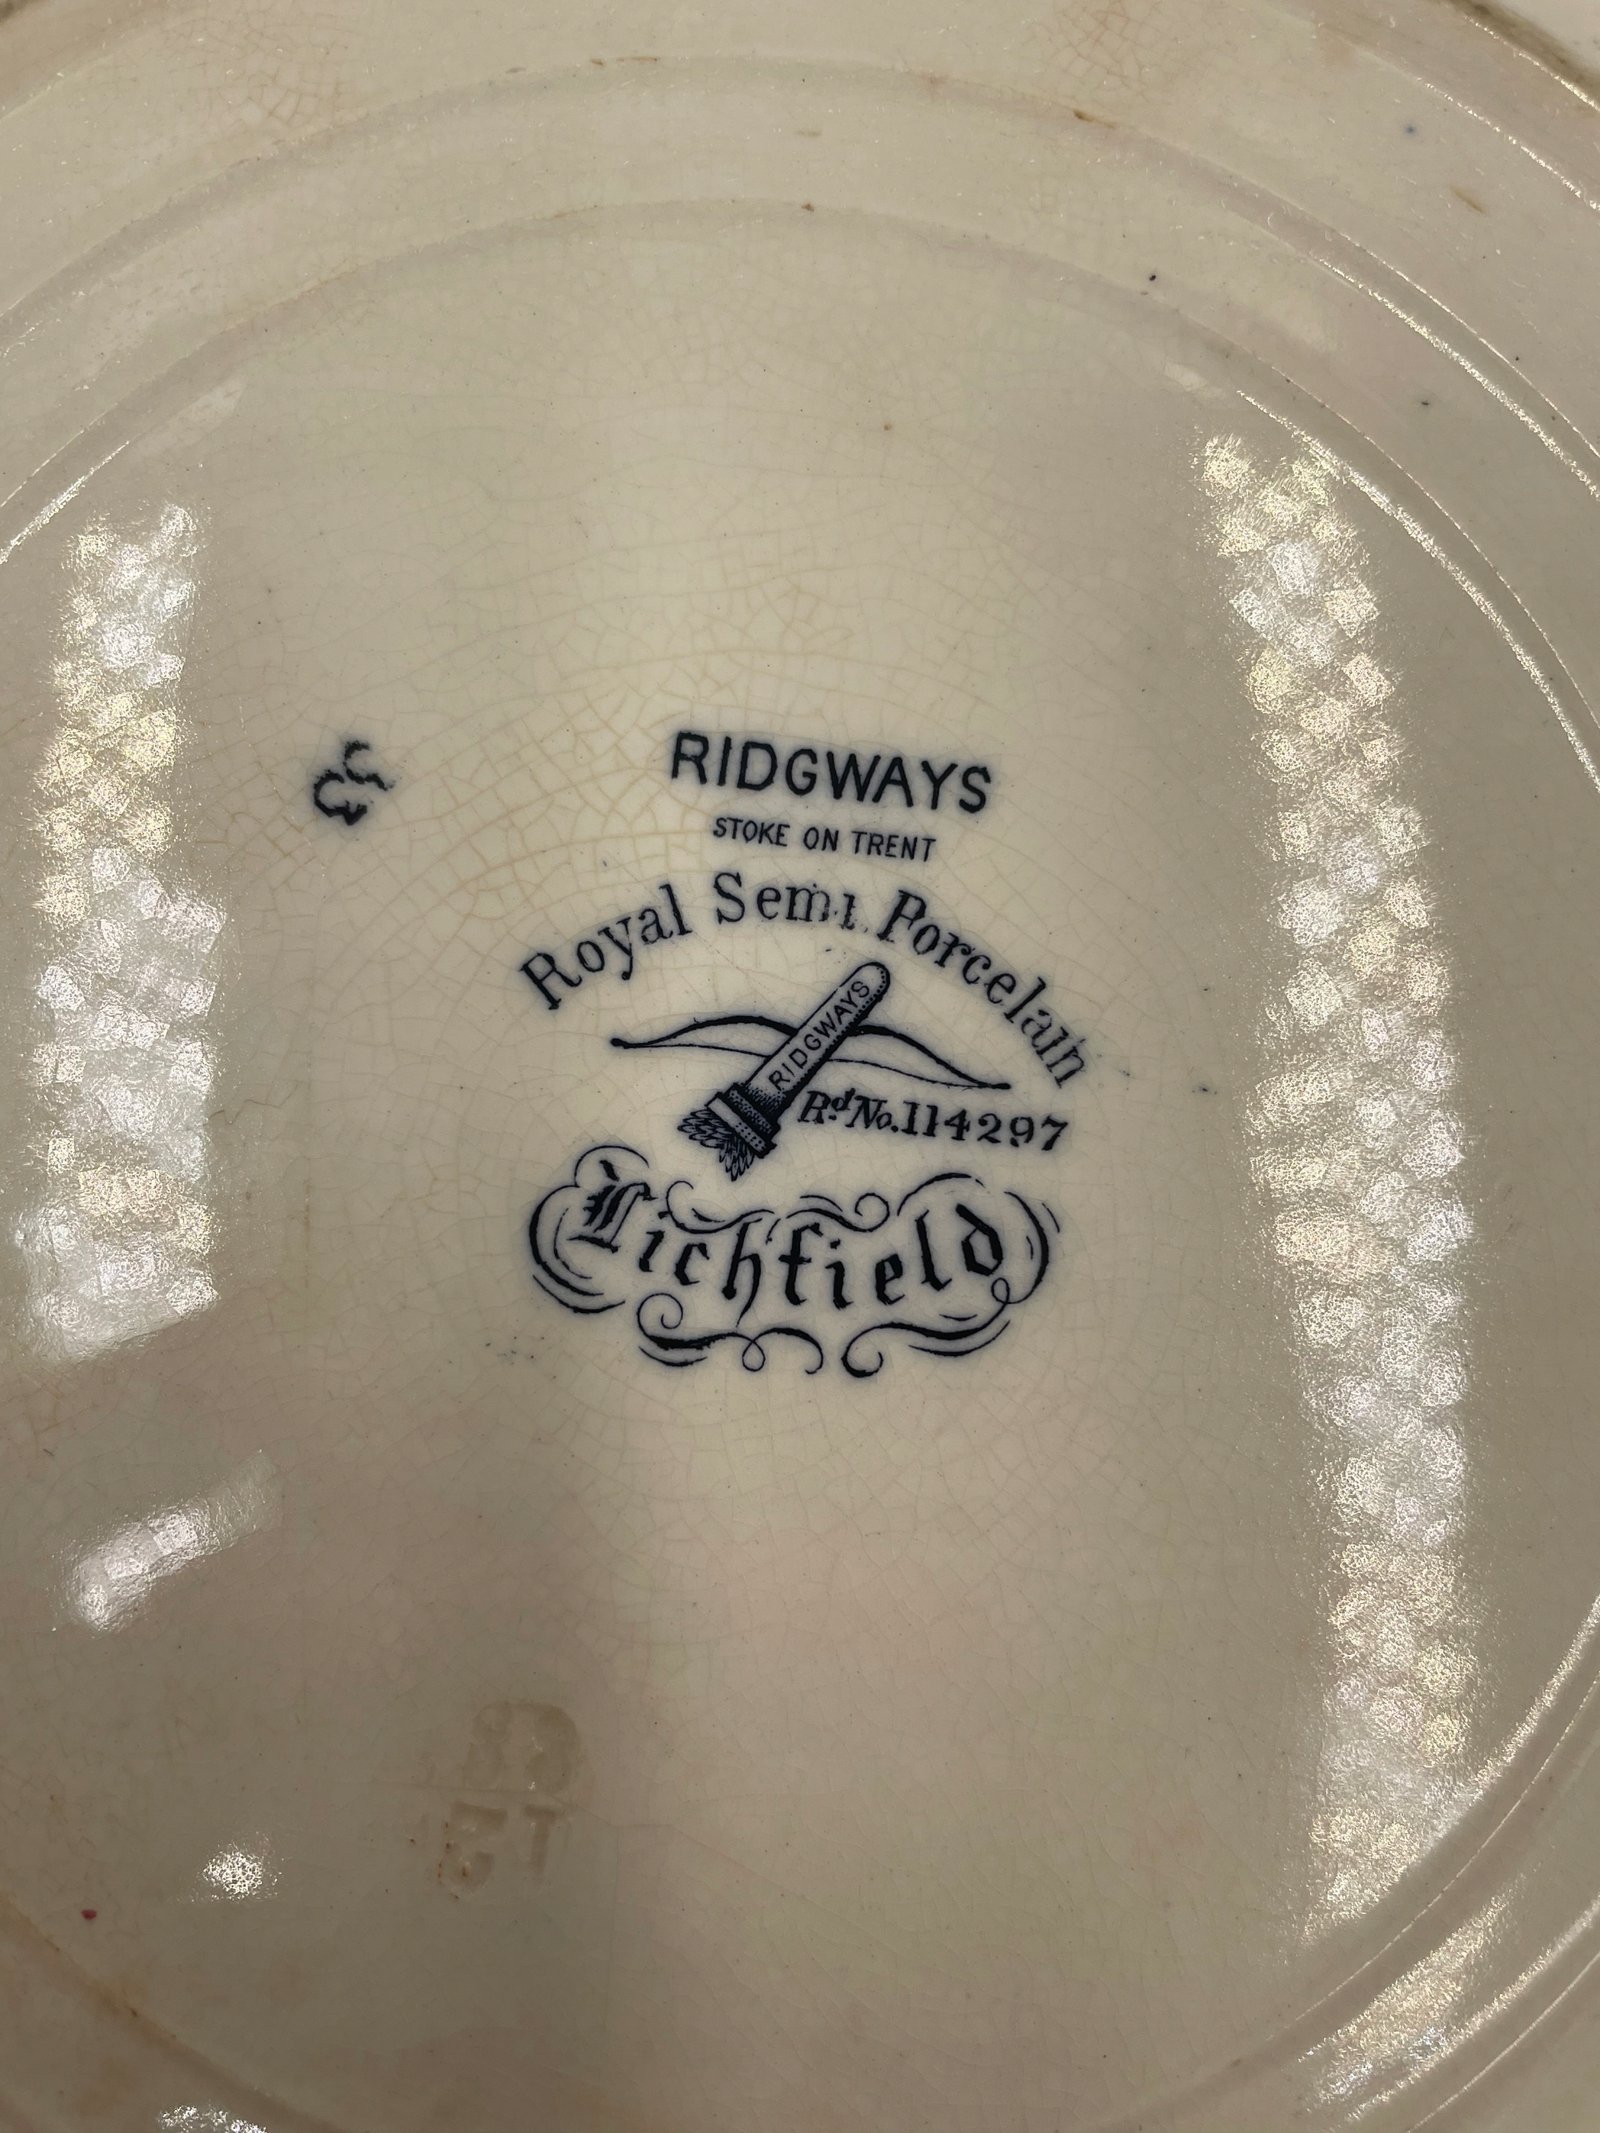 RIDGWAYS
STOKE ON TRENT
Royal Semi Porcelain
RIDGWAYS
Rd No. 114297
Lichfield